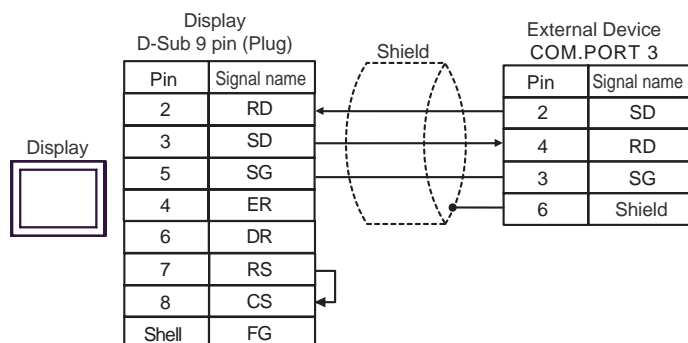 Display
D-Sub 9 pin (Plug)
Shield
External Device
COM.PORT 3
Display
Pin Signal name
2 RD
3 SD
5 SG
4 ER
6 DR
7 RS
8 CS
Shell FG
Pin Signal name
2 SD
4 RD
3 SG
6 Shield